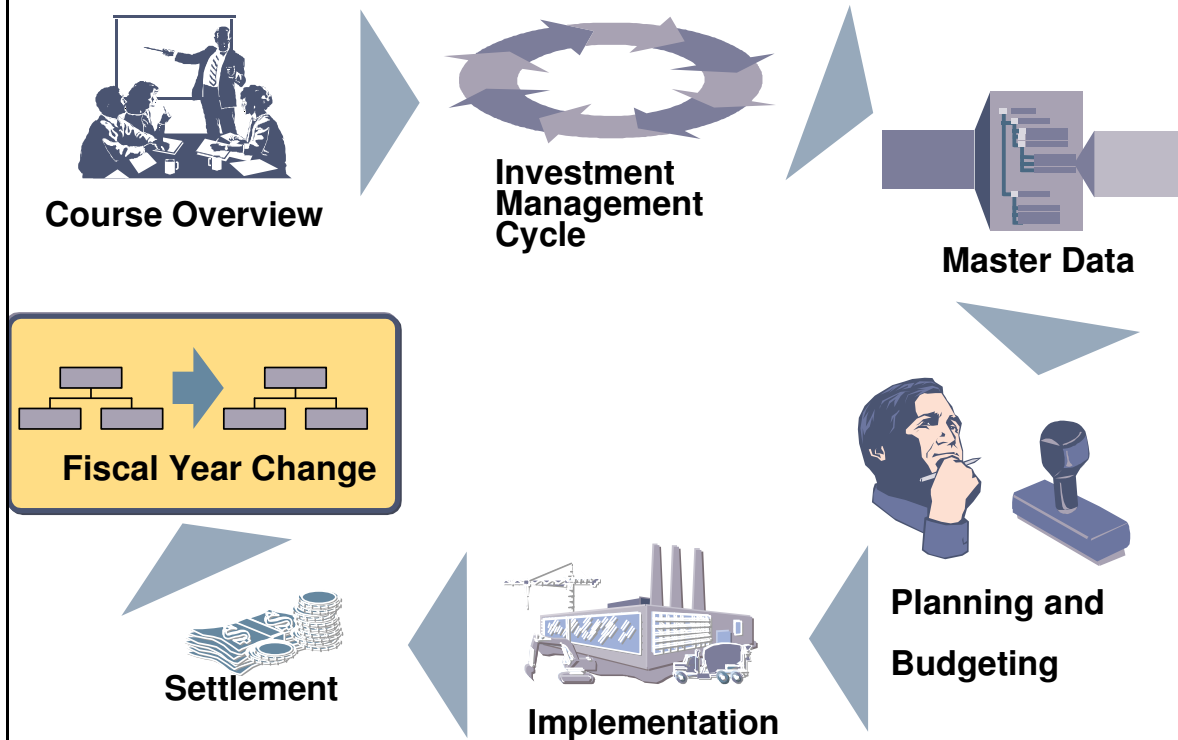 Course Overview
Investment
Management
Cycle
Master Data
Planning and
Budgeting
Implementation
Settlement
Fiscal Year Change